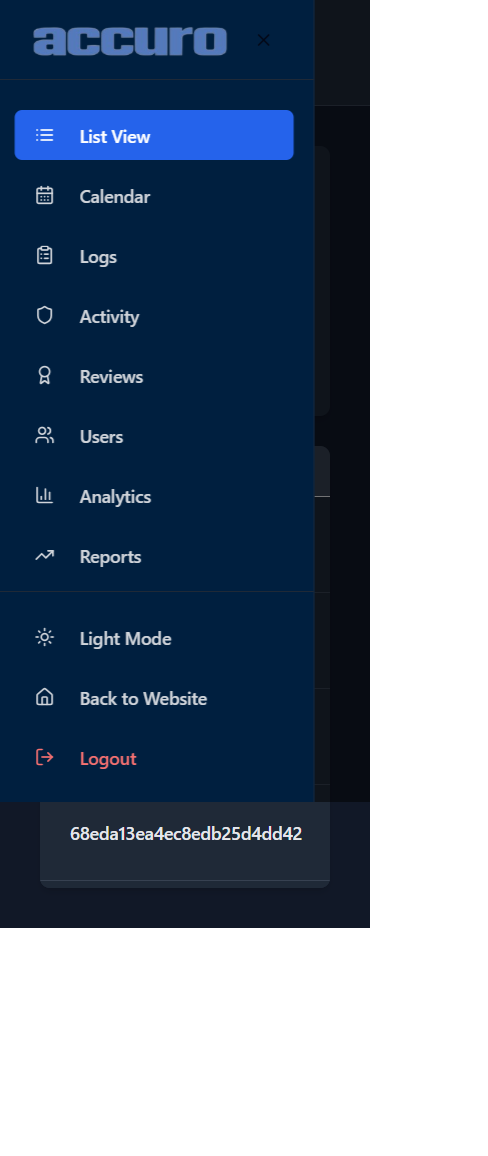 accuro
List View
Calendar
Logs
Activity
Reviews
Users
Analytics
Reports
Light Mode
Back to Website
Logout
68eda13ea4ec8edb25d4dd42